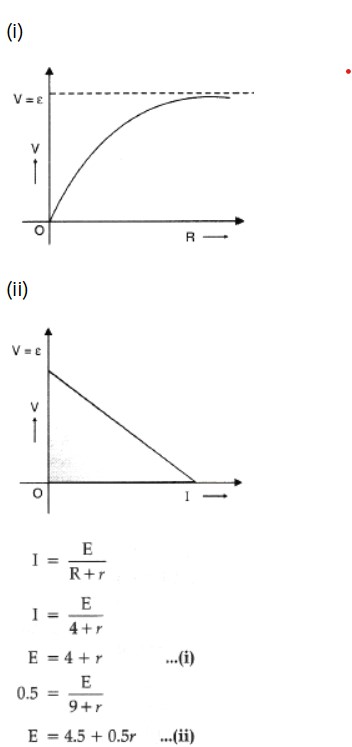 (i)
V = ε
V
O
R
(ii)
V = ε
V
O
I
I = E / R + r
I = E / 4 + r
E = 4 + r ...(i)
0.5 = E / 9 + r
E = 4.5 + 0.5r ...(ii)